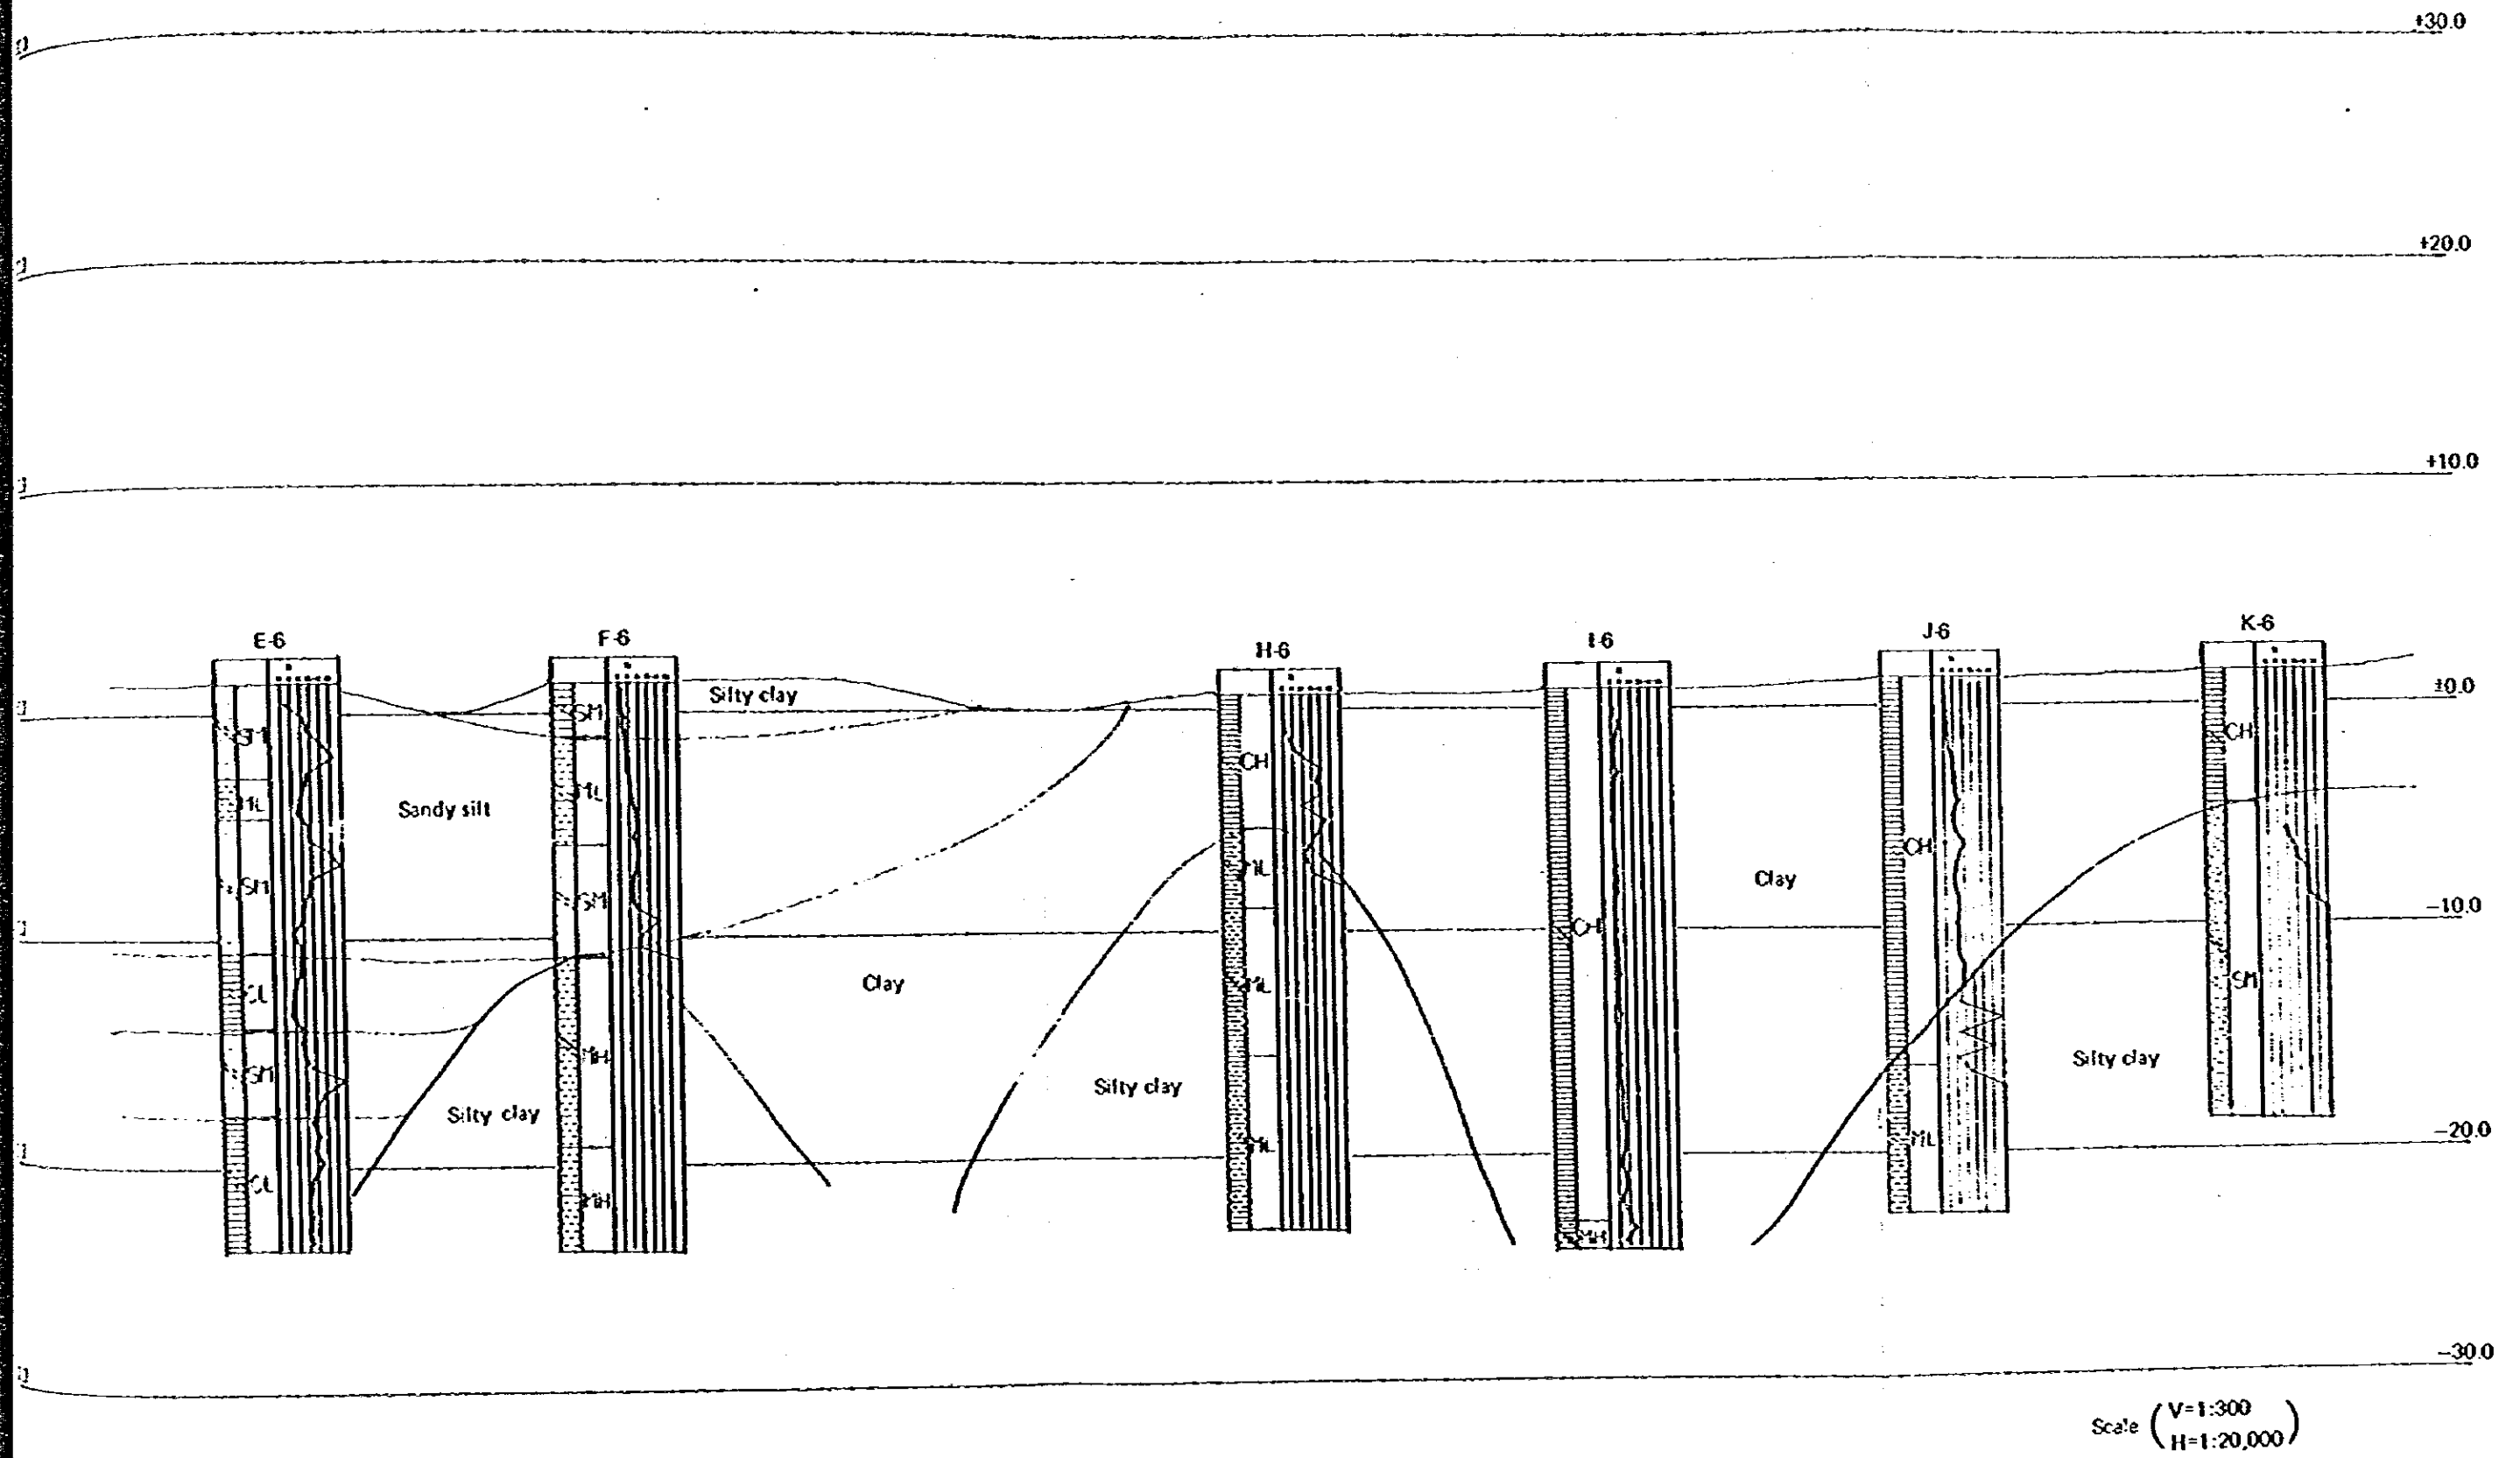 +30.0
+20.0
+10.0
E-6
F-6
H-6
I-6
J-6
K-6
±0.0
Silty clay
SM
SM
CH
CH
ML
ML
Sandy silt
CH
ML
Clay
SM
SM
-10.0
CH
Clay
CL
ML
SM
MH
SM
Silty clay
Silty clay
Silty clay
-20.0
ML
ML
CL
MH
MH
-30.0
Scale ( V=1:300
H=1:20,000 )